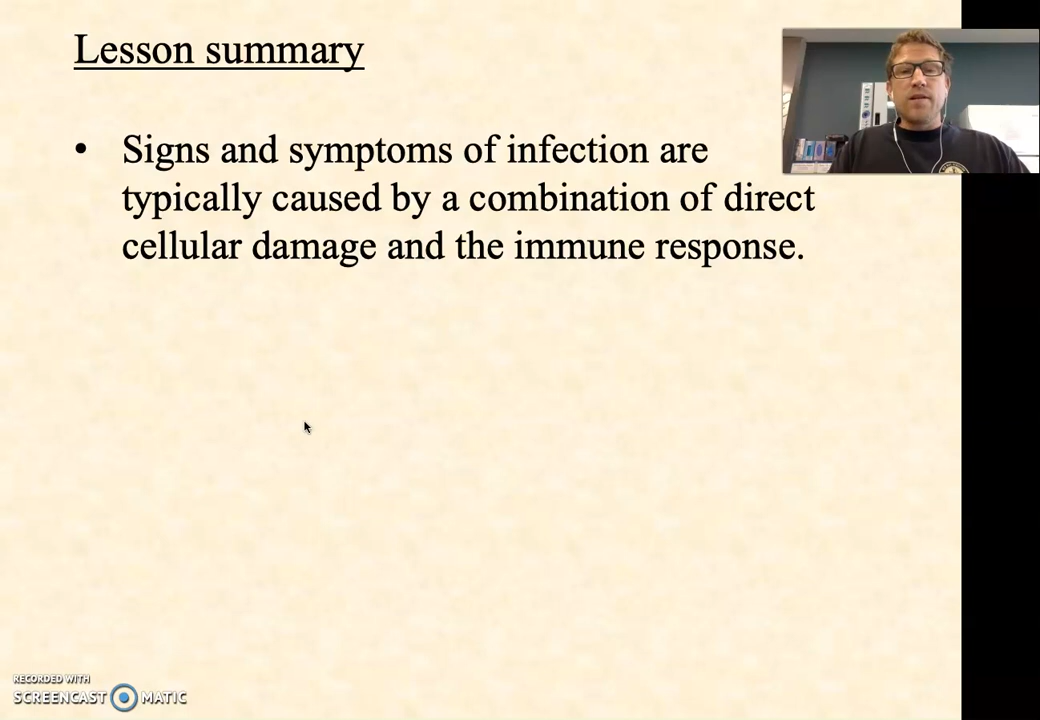 Lesson summary
• Signs and symptoms of infection are
typically caused by a combination of direct
cellular damage and the immune response.
RECORDED WITH
SCREENCAST MATIC